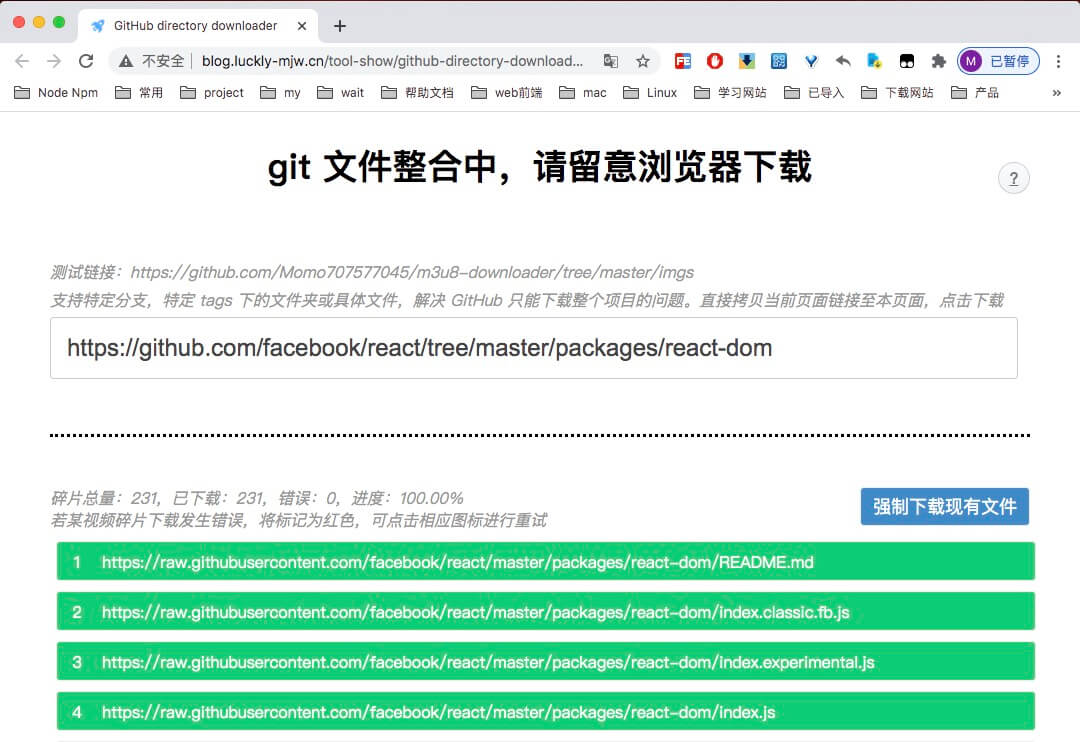 GitHub directory downloader
不安全 blog.luckly-mjw.cn/tool-show/github-directory-download...
M 已暂停
Node Npm 常用 project my wait 帮助文档 web前端 mac Linux 学习网站 已导入 下载网站 产品 »
git 文件整合中，请留意浏览器下载
?
测试链接：https://github.com/Momo707577045/m3u8-downloader/tree/master/imgs
支持特定分支，特定 tags 下的文件夹或具体文件，解决 GitHub 只能下载整个项目的问题。直接拷贝当前页面链接至本页面，点击下载
https://github.com/facebook/react/tree/master/packages/react-dom
碎片总量：231，已下载：231，错误：0，进度：100.00%
若某视频碎片下载发生错误，将标记为红色，可点击相应图标进行重试
强制下载现有文件
1 https://raw.githubusercontent.com/facebook/react/master/packages/react-dom/README.md
2 https://raw.githubusercontent.com/facebook/react/master/packages/react-dom/index.classic.fb.js
3 https://raw.githubusercontent.com/facebook/react/master/packages/react-dom/index.experimental.js
4 https://raw.githubusercontent.com/facebook/react/master/packages/react-dom/index.js